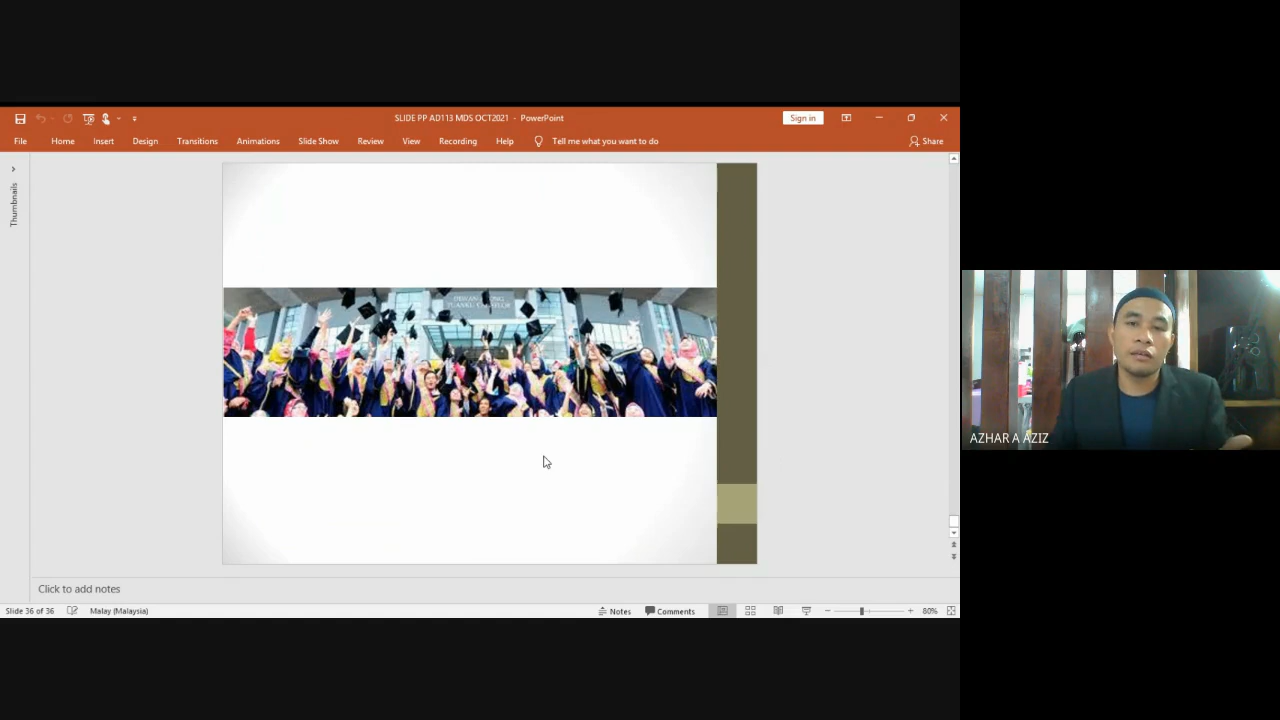 SLIDE PP AD113 MDS OCT2021 - PowerPoint
Sign in
File Home Insert Design Transitions Animations Slide Show Review View Recording Help Tell me what you want to do
Share
Thumbnails
Click to add notes
Slide 36 of 36
Malay (Malaysia)
Notes
Comments
80%
AZHAR A AZIZ